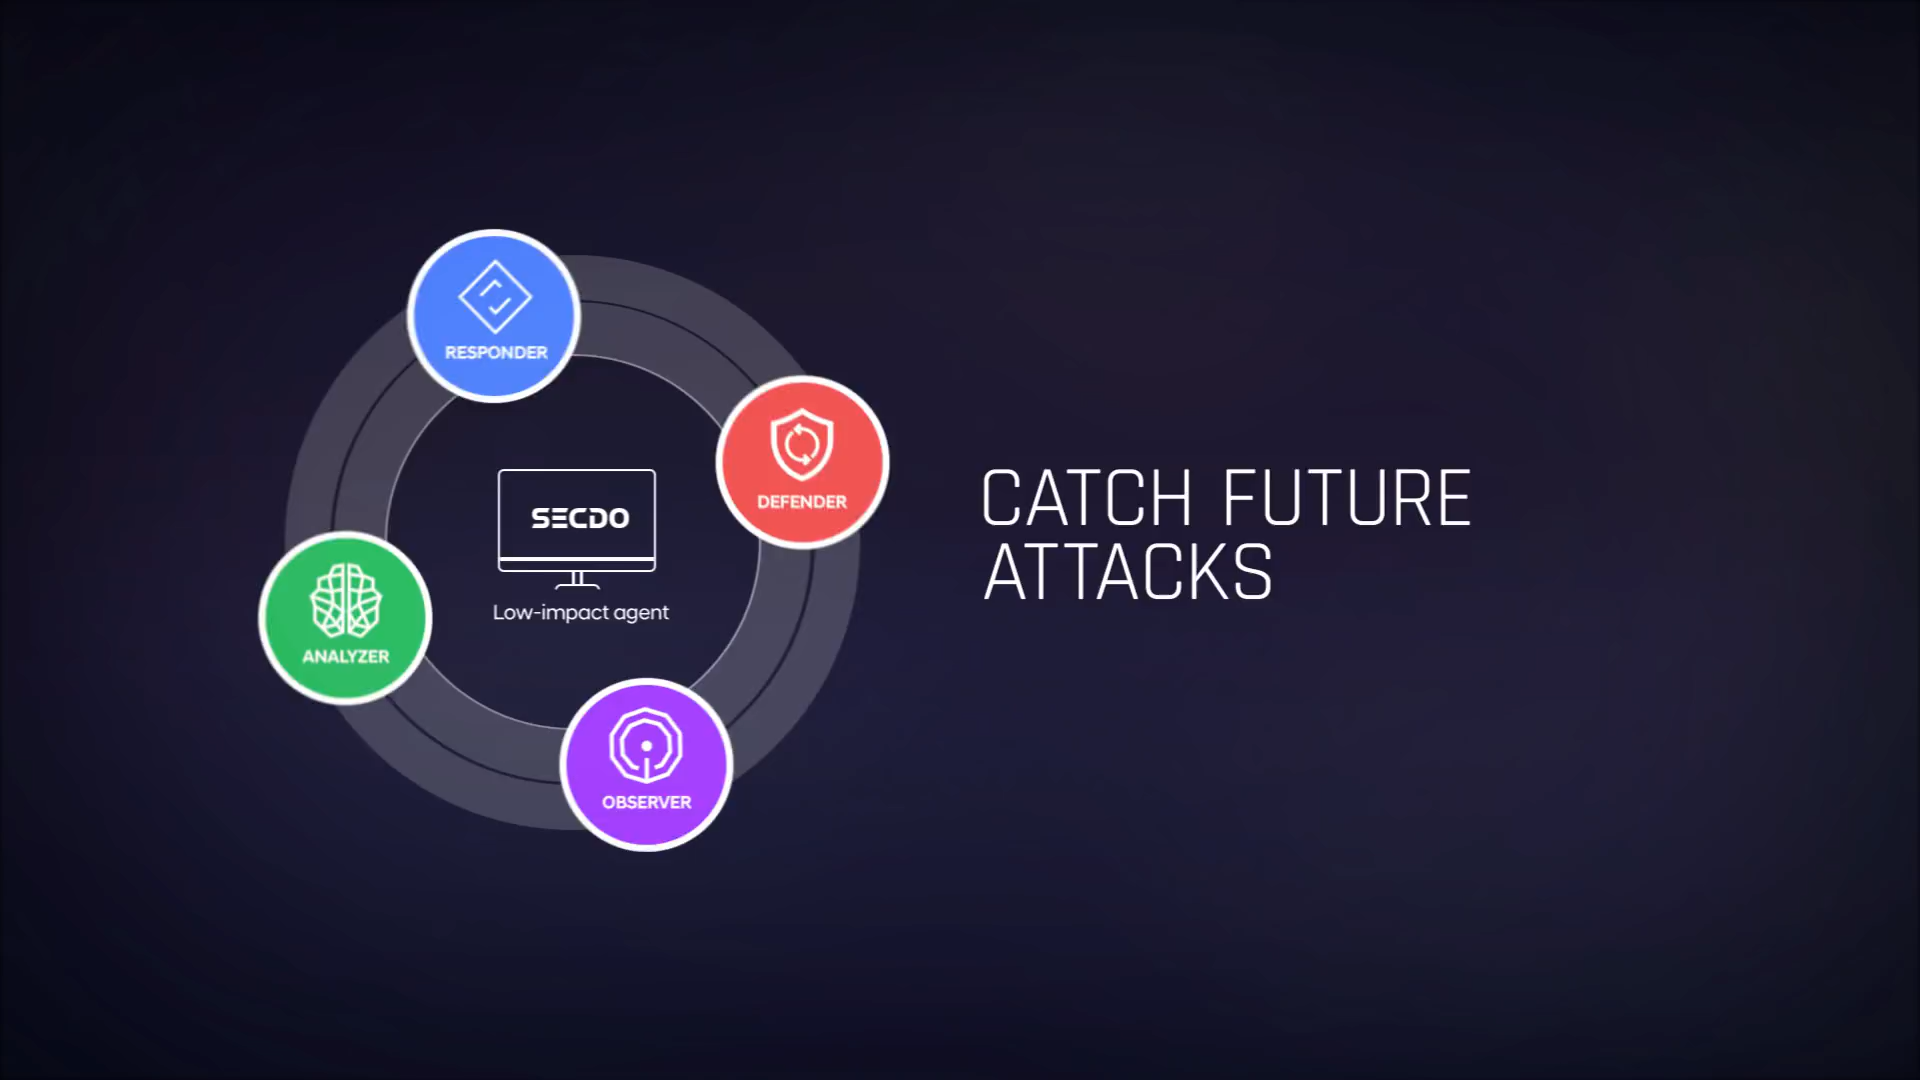 RESPONDER
DEFENDER
SECDO
Low-impact agent
ANALYZER
OBSERVER
CATCH FUTURE
ATTACKS